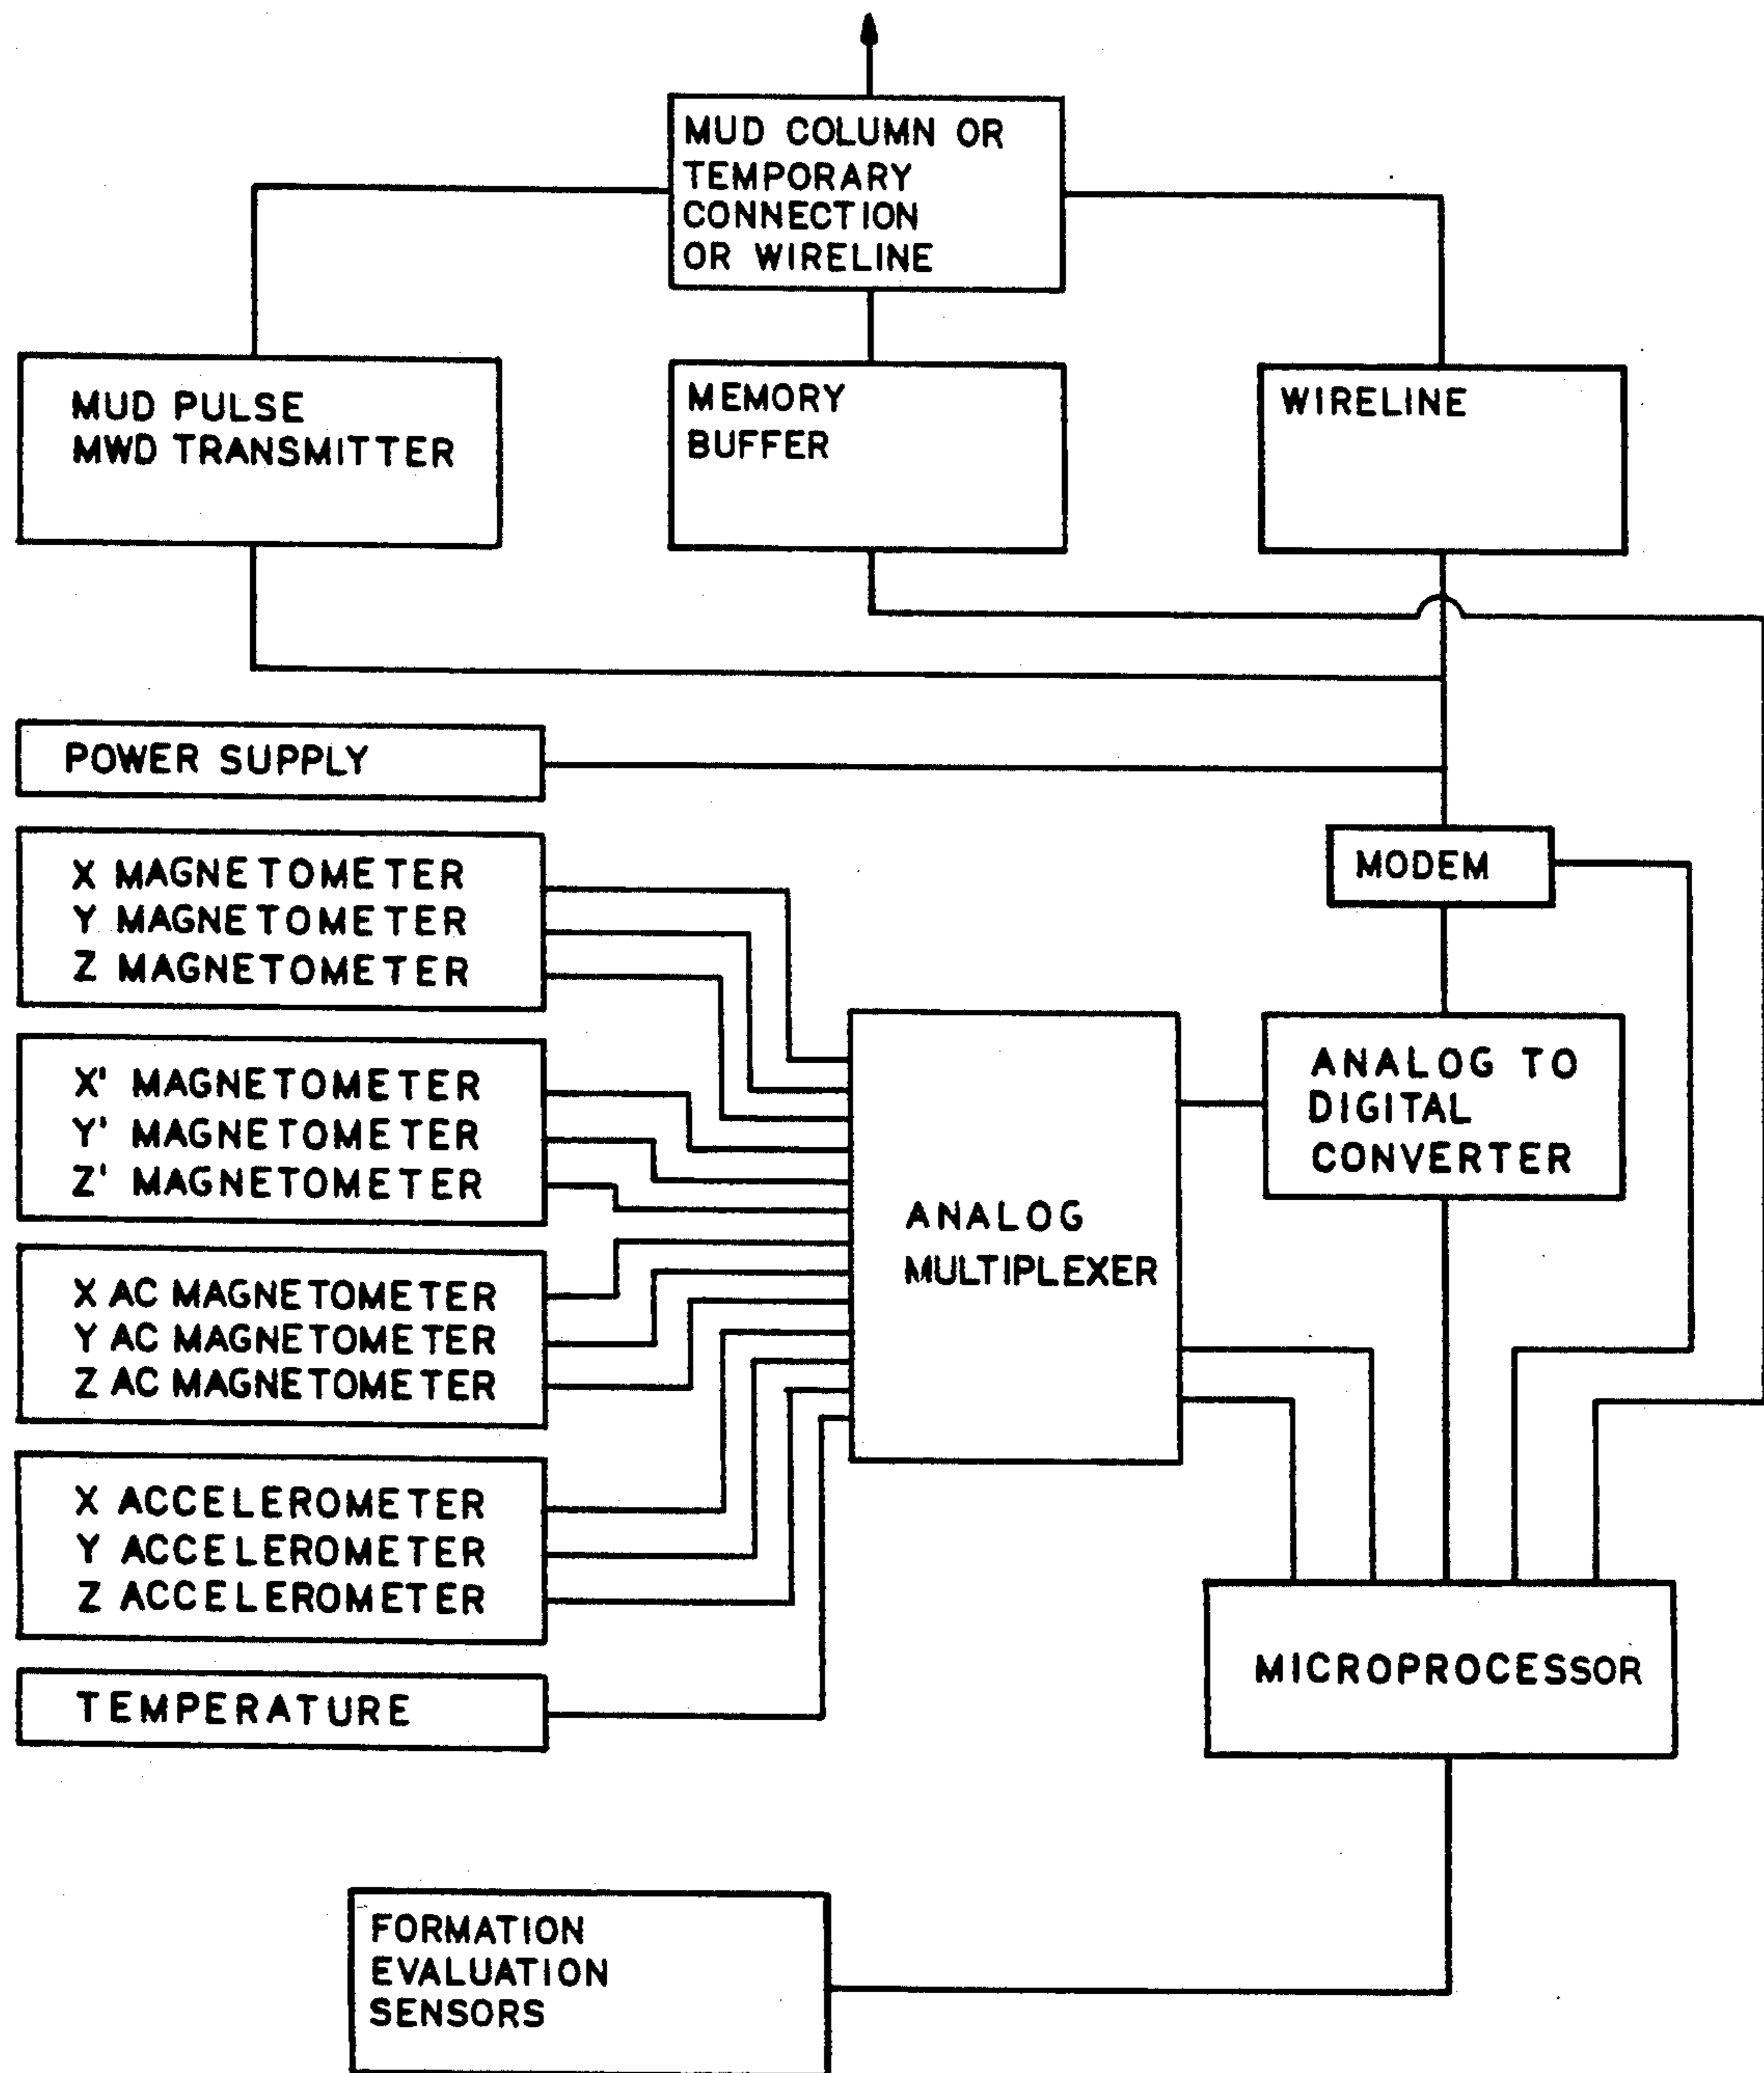 MUD COLUMN OR
TEMPORARY
CONNECTION
OR WIRELINE
MUD PULSE
MWD TRANSMITTER
MEMORY
BUFFER
WIRELINE
POWER SUPPLY
X MAGNETOMETER
Y MAGNETOMETER
Z MAGNETOMETER
MODEM
X' MAGNETOMETER
Y' MAGNETOMETER
Z' MAGNETOMETER
ANALOG TO
DIGITAL
CONVERTER
ANALOG
MULTIPLEXER
X AC MAGNETOMETER
Y AC MAGNETOMETER
Z AC MAGNETOMETER
X ACCELEROMETER
Y ACCELEROMETER
Z ACCELEROMETER
MICROPROCESSOR
TEMPERATURE
FORMATION
EVALUATION
SENSORS